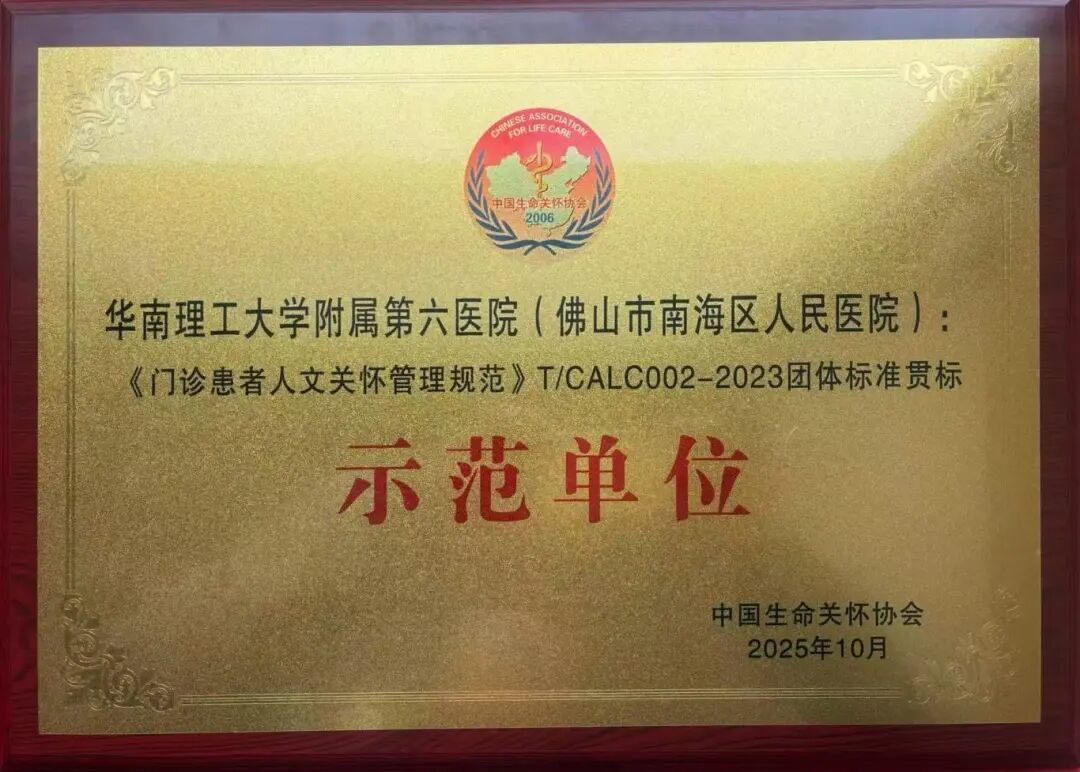 CHINESE ASSOCIATION
FOR LIFE CARE
中国生命关怀协会
2006
华南理工大学附属第六医院（佛山市南海区人民医院）：
《门诊患者人文关怀管理规范》T/CALC002-2023团体标准贯标
示范单位
中国生命关怀协会
2025年10月